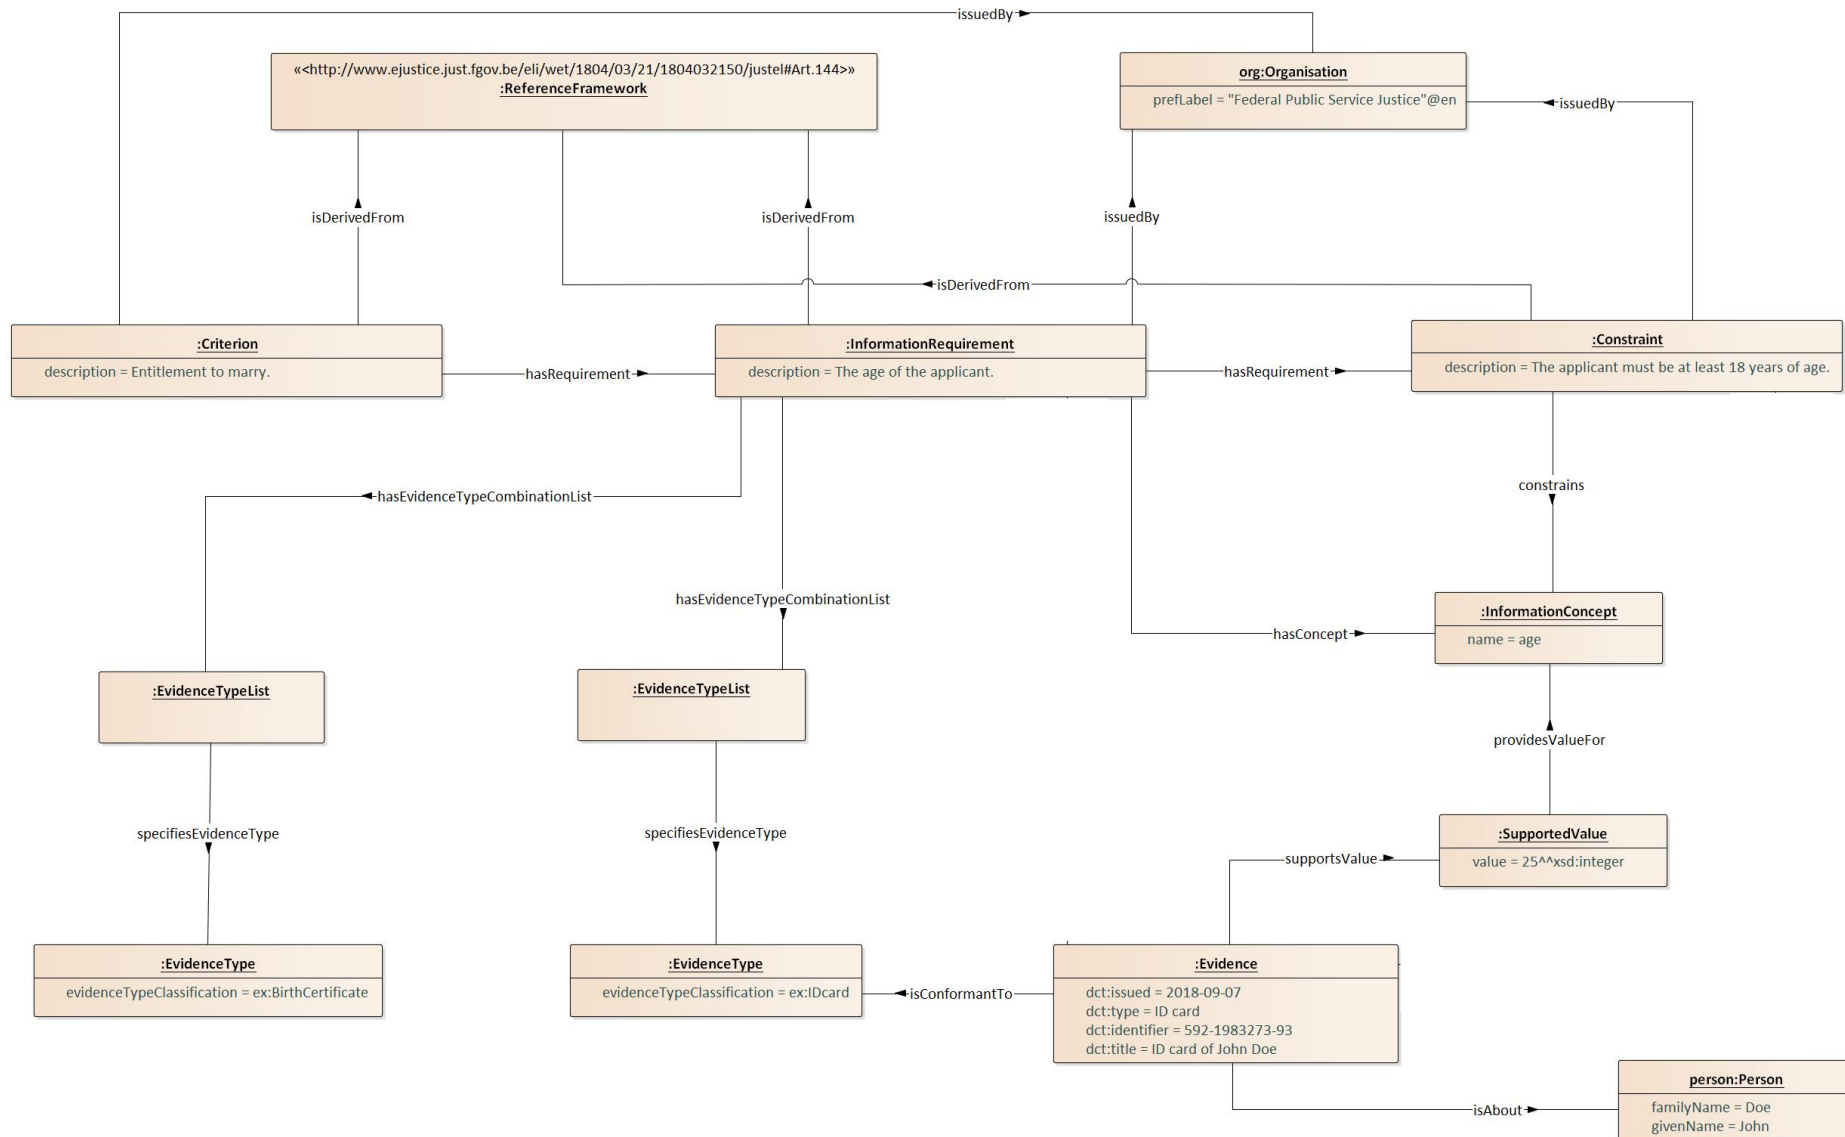 issuedBy
«<http://www.ejustice.just.fgov.be/eli/wet/1804/03/21/1804032150/justel#Art.144>»
:ReferenceFramework
org:Organisation
prefLabel = "Federal Public Service Justice"@en
issuedBy
isDerivedFrom
isDerivedFrom
issuedBy
isDerivedFrom
:Criterion
description = Entitlement to marry.
hasRequirement
:InformationRequirement
description = The age of the applicant.
hasRequirement
:Constraint
description = The applicant must be at least 18 years of age.
hasEvidenceTypeCombinationList
constrains
hasEvidenceTypeCombinationList
:InformationConcept
name = age
hasConcept
:EvidenceTypeList
:EvidenceTypeList
providesValueFor
specifiesEvidenceType
specifiesEvidenceType
:SupportedValue
value = 25^^xsd:integer
supportsValue
:EvidenceType
evidenceTypeClassification = ex:BirthCertificate
:EvidenceType
evidenceTypeClassification = ex:IDcard
isConformantTo
:Evidence
dct:issued = 2018-09-07
dct:type = ID card
dct:identifier = 592-1983273-93
dct:title = ID card of John Doe
isAbout
person:Person
familyName = Doe
givenName = John